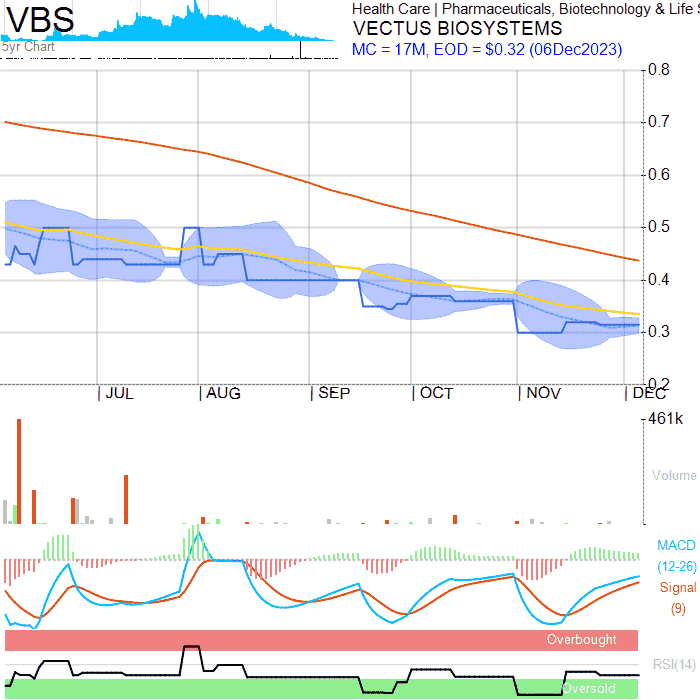 VBS
5yr Chart
Health Care | Pharmaceuticals, Biotechnology & Life S
VECTUS BIOSYSTEMS
MC = 17M, EOD = $0.32 (06Dec2023)
0.8
0.7
0.6
0.5
0.4
0.3
0.2
JUL
AUG
SEP
OCT
NOV
DEC
461k
Volume
MACD
(12-26)
Signal
(9)
Overbought
RSI(14)
Oversold